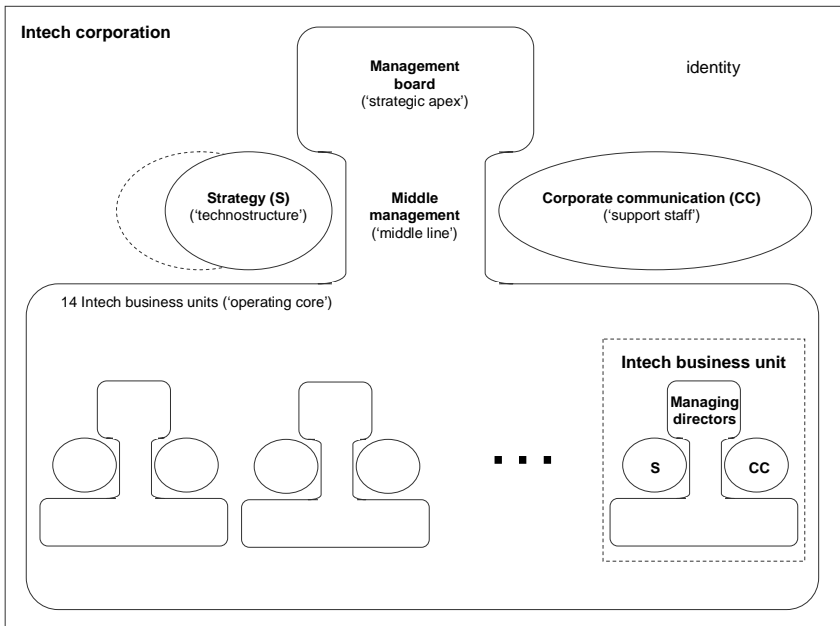 Intech corporation
Management
board
(‘strategic apex’)
identity
Strategy (S)
(‘technostructure’)
Middle
management
(‘middle line’)
Corporate communication (CC)
(‘support staff’)
14 Intech business units (‘operating core’)
Intech business unit
Managing
directors
S
CC